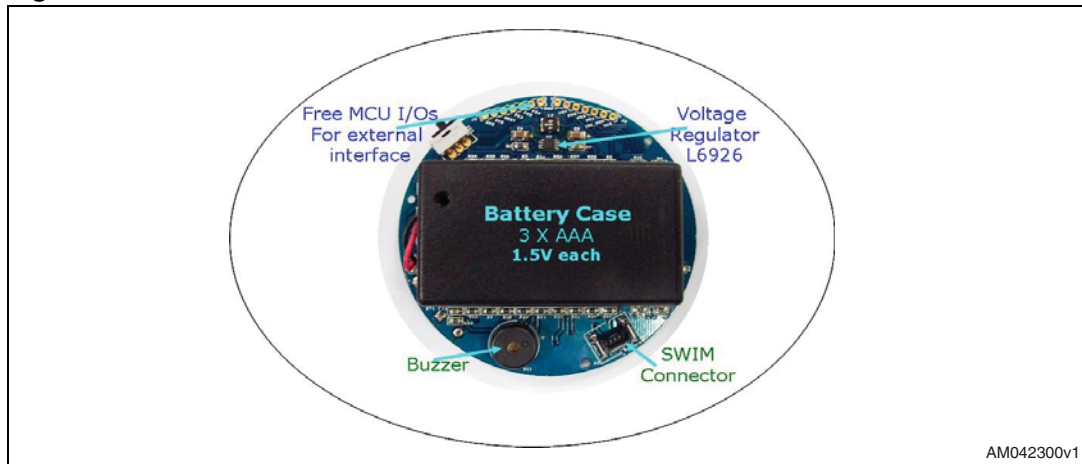 Free MCU I/Os
For external
interface
Voltage
Regulator
L6926
Battery Case
3 X AAA
1.5V each
Buzzer
SWIM
Connector
AM042300v1